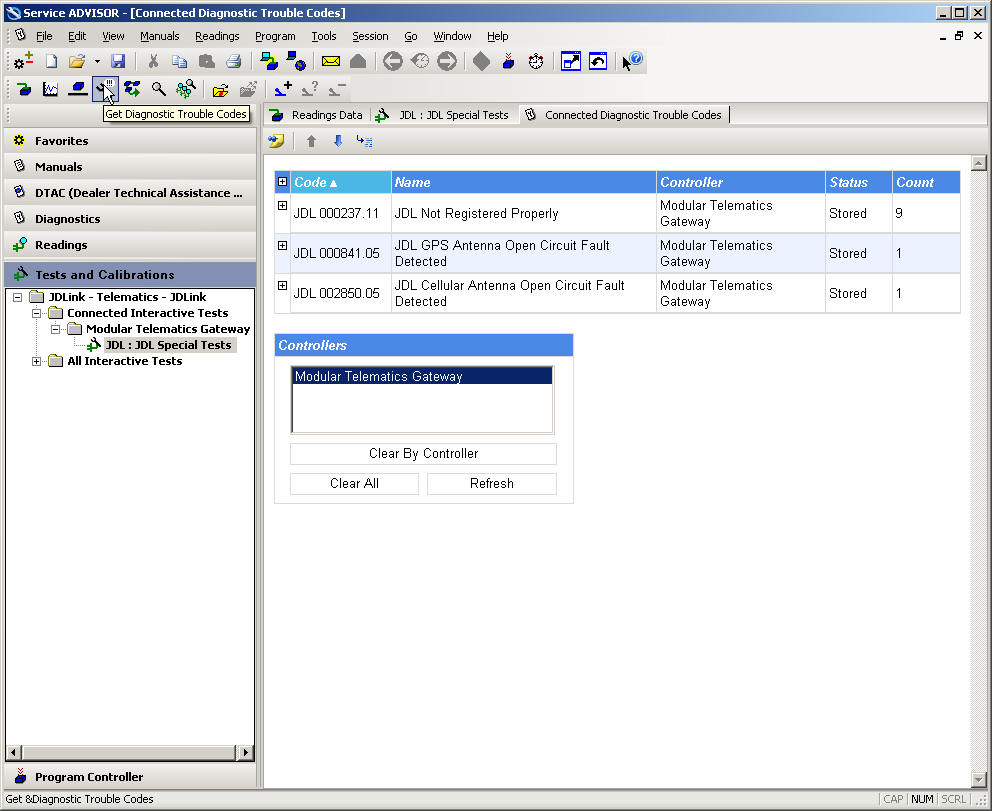 Service ADVISOR - [Connected Diagnostic Trouble Codes]
File Edit View Manuals Readings Program Tools Session Go Window Help
Get Diagnostic Trouble Codes
Readings Data JDL : JDL Special Tests Connected Diagnostic Trouble Codes
Favorites
Manuals
DTAC (Dealer Technical Assistance ...
Diagnostics
Readings
Tests and Calibrations
JDLink - Telematics - JDLink
Connected Interactive Tests
Modular Telematics Gateway
JDL : JDL Special Tests
All Interactive Tests
Program Controller
Code Name Controller Status Count
JDL 000237.11 JDL Not Registered Properly Modular Telematics Gateway Stored 9
JDL 000841.05 JDL GPS Antenna Open Circuit Fault Detected Modular Telematics Gateway Stored 1
JDL 002850.05 JDL Cellular Antenna Open Circuit Fault Detected Modular Telematics Gateway Stored 1
Controllers
Modular Telematics Gateway
Clear By Controller
Clear All Refresh
Get &Diagnostic Trouble Codes CAP NUM SCRL